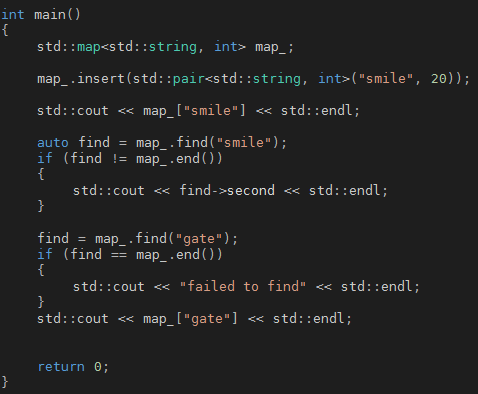 int main()
{
    std::map<std::string, int> map_;
    map_.insert(std::pair<std::string, int>("smile", 20));
    std::cout << map_["smile"] << std::endl;
    auto find = map_.find("smile");
    if (find != map_.end())
    {
        std::cout << find->second << std::endl;
    }
    find = map_.find("gate");
    if (find == map_.end())
    {
        std::cout << "failed to find" << std::endl;
    }
    std::cout << map_["gate"] << std::endl;
    return 0;
}